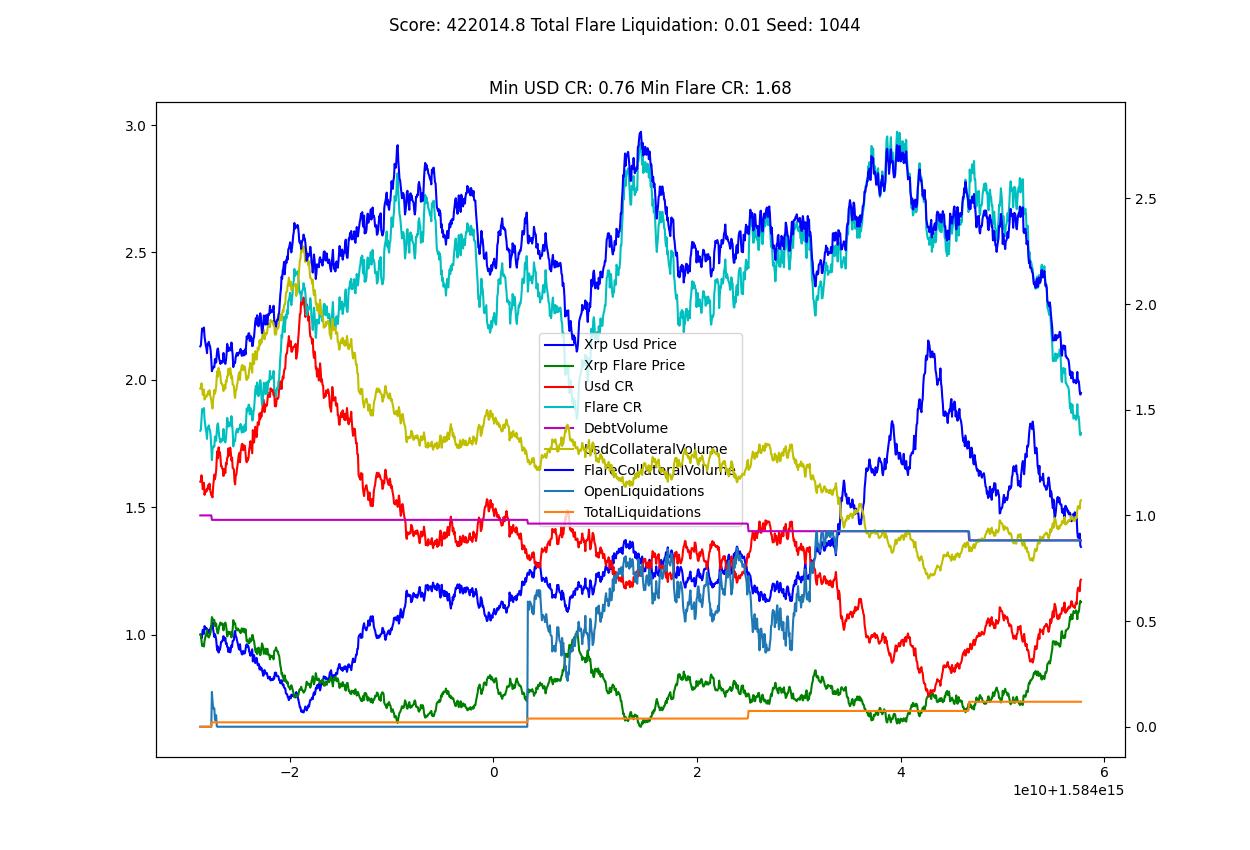 Score: 422014.8 Total Flare Liquidation: 0.01 Seed: 1044
Min USD CR: 0.76 Min Flare CR: 1.68
3.0
2.5
2.0
1.5
1.0
2.5
2.0
1.5
1.0
0.5
0.0
Xrp Usd Price
Xrp Flare Price
Usd CR
Flare CR
DebtVolume
UsdCollateralVolume
FlareCollateralVolume
OpenLiquidations
TotalLiquidations
−2 0 2 4 6
1e10+1.584e15